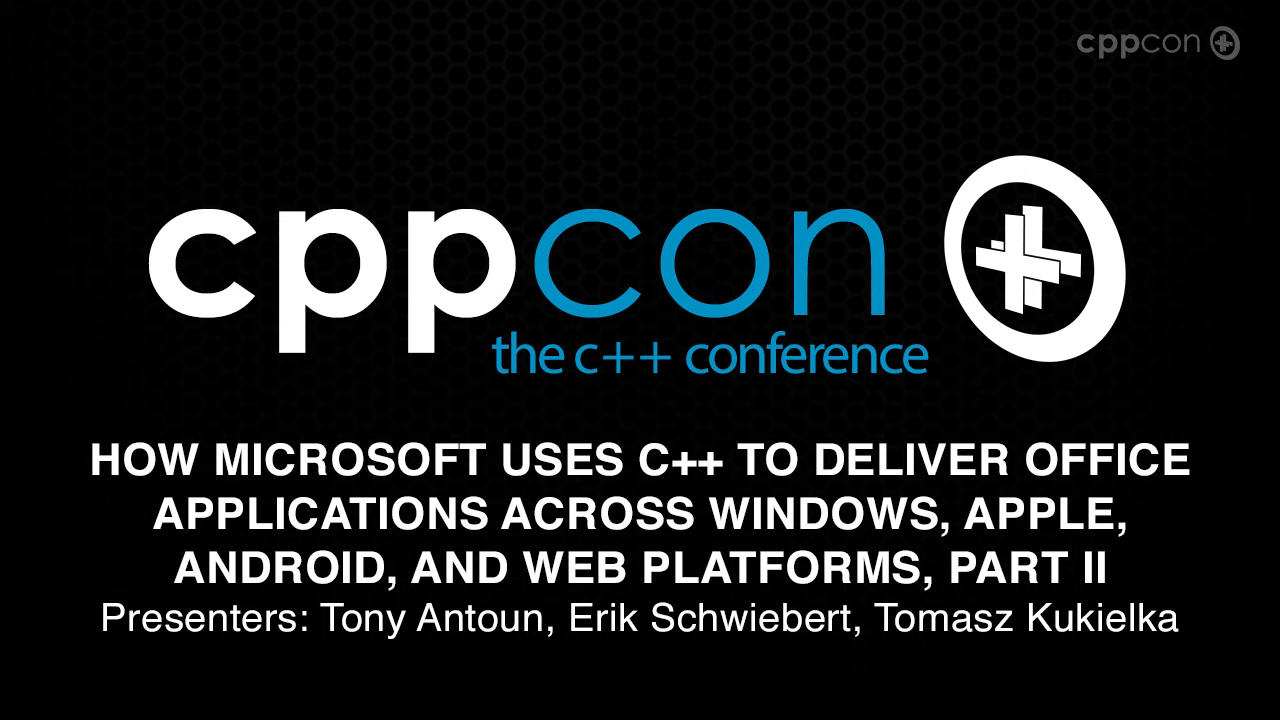 cppcon
cppcon
the c++ conference
HOW MICROSOFT USES C++ TO DELIVER OFFICE
APPLICATIONS ACROSS WINDOWS, APPLE,
ANDROID, AND WEB PLATFORMS, PART II
Presenters: Tony Antoun, Erik Schwiebert, Tomasz Kukielka